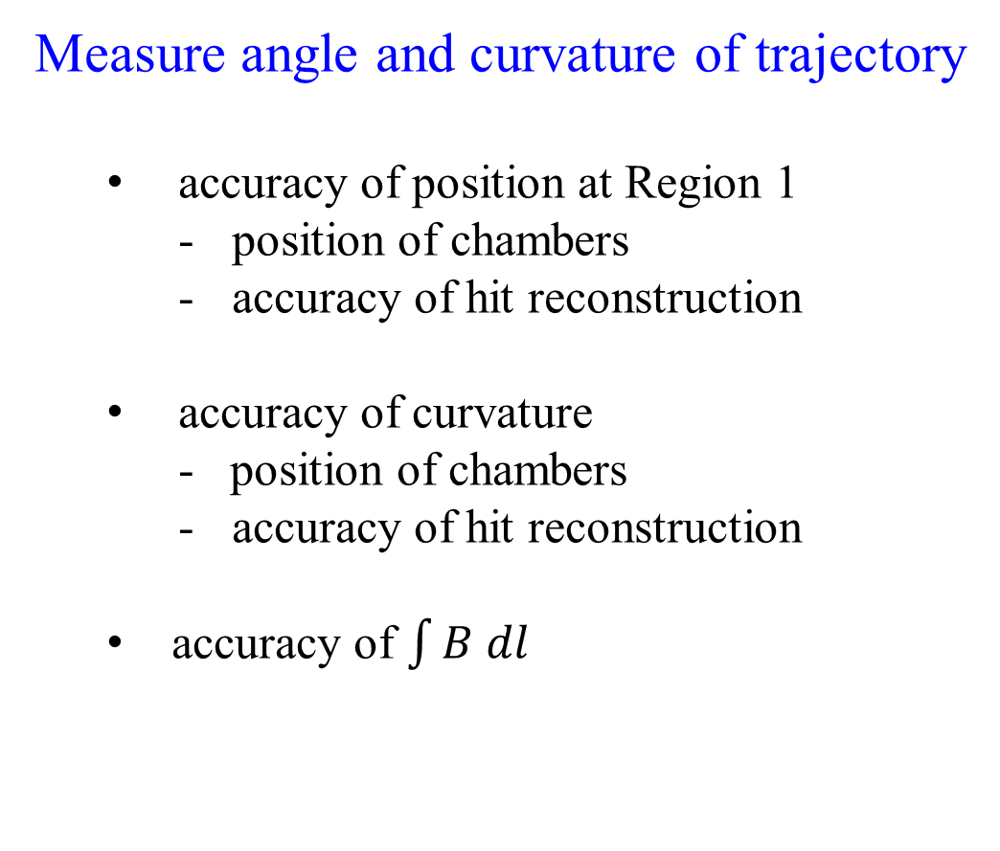 Measure angle and curvature of trajectory
• accuracy of position at Region 1
- position of chambers
- accuracy of hit reconstruction
• accuracy of curvature
- position of chambers
- accuracy of hit reconstruction
• accuracy of ∫ B dl